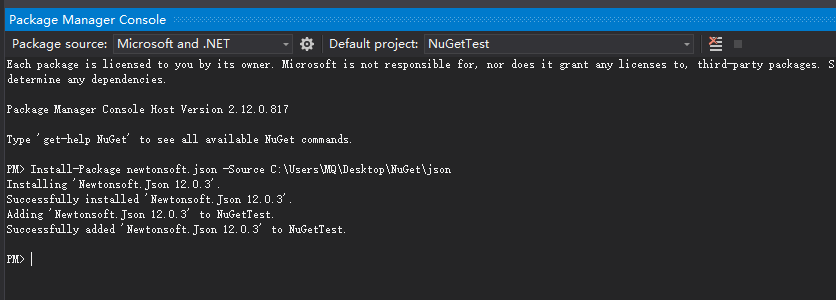 Package Manager Console
Package source: Microsoft and .NET Default project: NuGetTest
Each package is licensed to you by its owner. Microsoft is not responsible for, nor does it grant any licenses to, third-party packages. S
determine any dependencies.
Package Manager Console Host Version 2.12.0.817
Type 'get-help NuGet' to see all available NuGet commands.
PM> Install-Package newtonsoft.json -Source C:\Users\MQ\Desktop\NuGet\json
Installing 'Newtonsoft.Json 12.0.3'.
Successfully installed 'Newtonsoft.Json 12.0.3'.
Adding 'Newtonsoft.Json 12.0.3' to NuGetTest.
Successfully added 'Newtonsoft.Json 12.0.3' to NuGetTest.
PM>